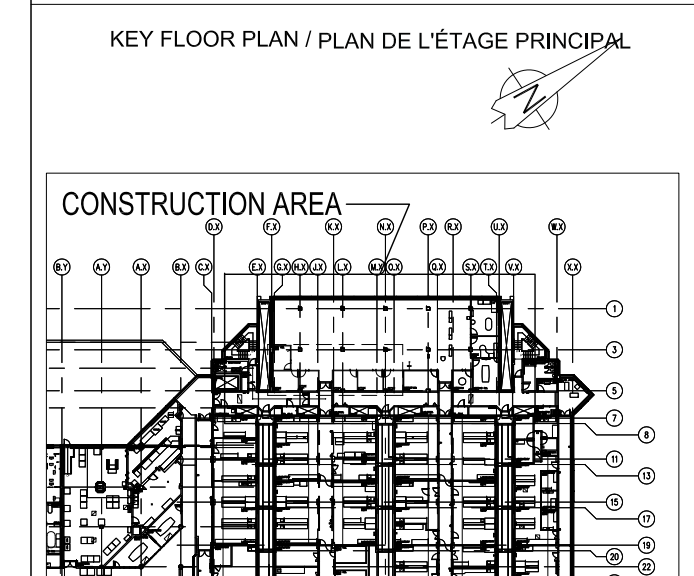 KEY FLOOR PLAN / PLAN DE L'ÉTAGE PRINCIPAL
N
CONSTRUCTION AREA
D.X F.X K.X N.X P.X R.X U.X W.X
B.Y A.Y A.X B.X C.X E.X G.X H.X J.X L.X M.X O.X Q.X S.X T.X V.X X.X
1
3
5
7
8
11
13
15
17
19
20
22